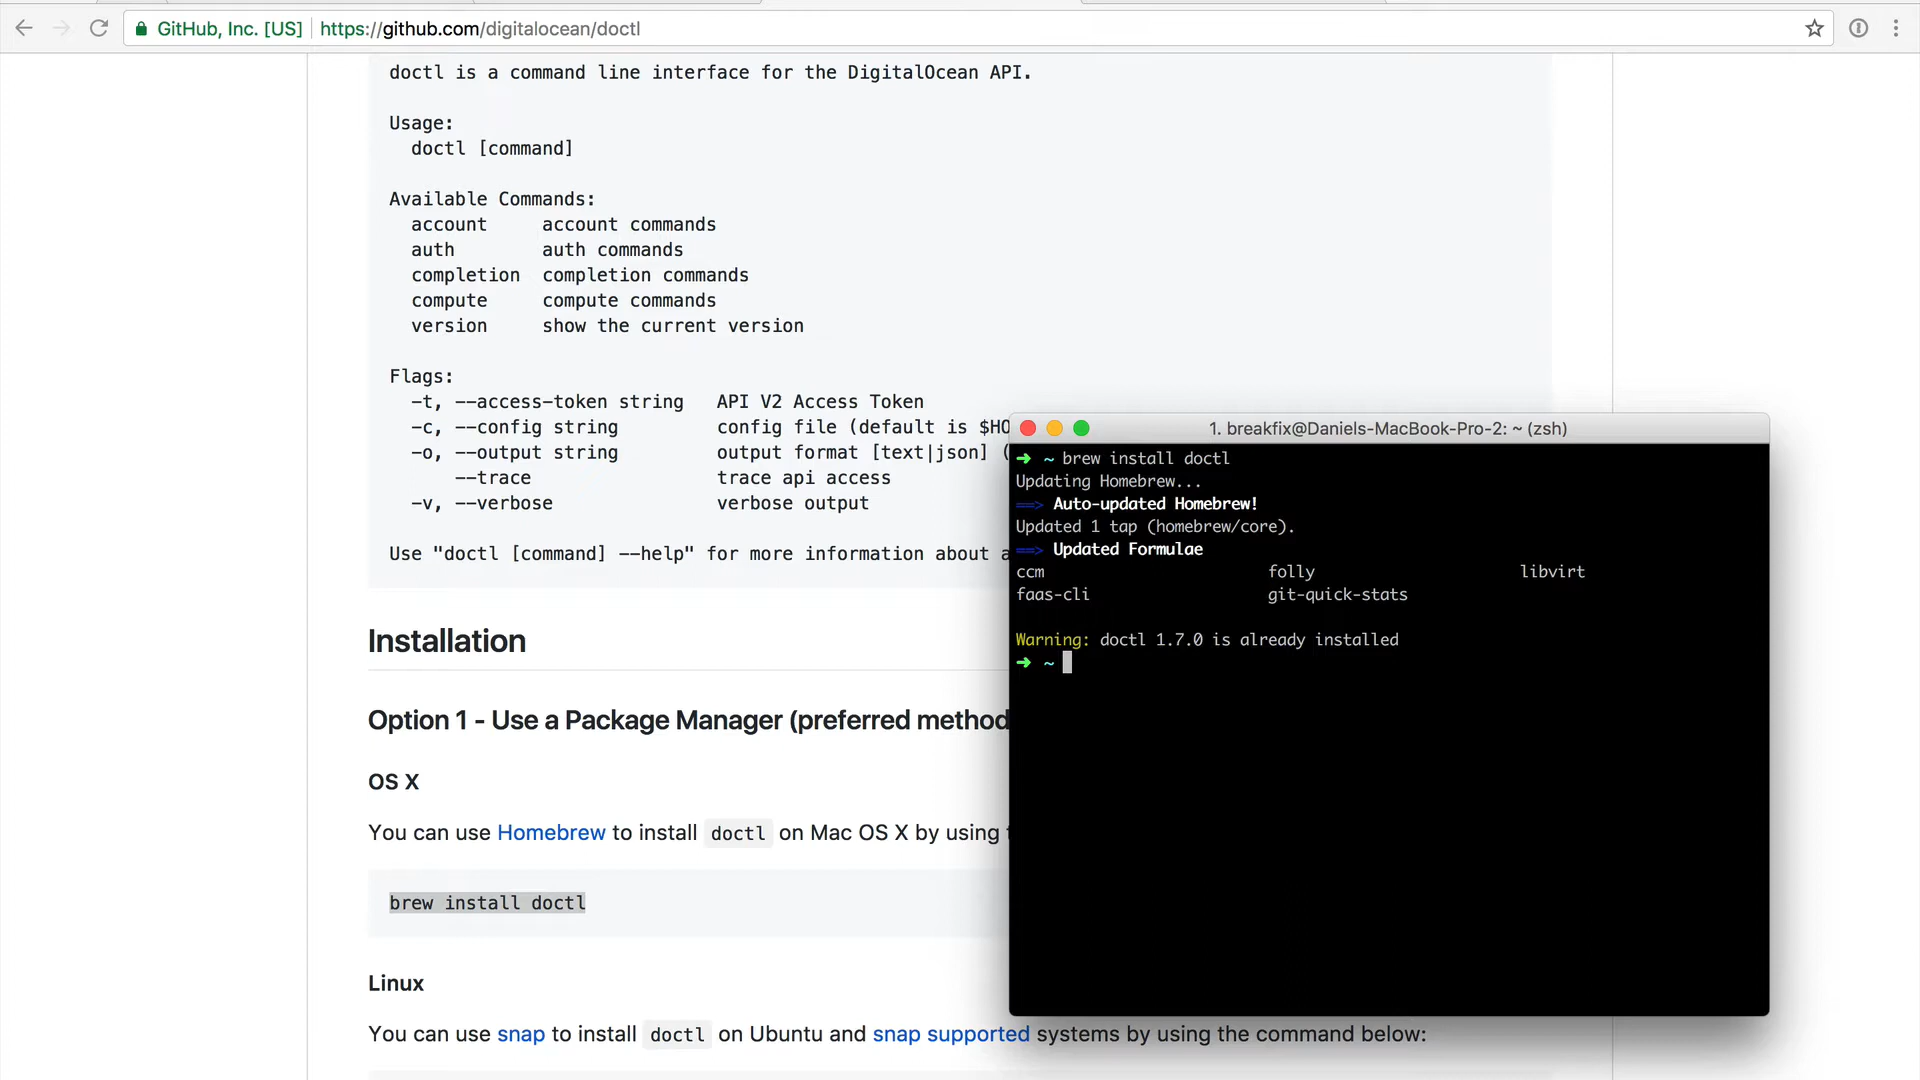 GitHub, Inc. [US] https://github.com/digitalocean/doctl
doctl is a command line interface for the DigitalOcean API.
Usage:
doctl [command]
Available Commands:
account account commands
auth auth commands
completion completion commands
compute compute commands
version show the current version
Flags:
-t, --access-token string API V2 Access Token
-c, --config string config file (default is $HO
-o, --output string output format [text|json] (
--trace trace api access
-v, --verbose verbose output
Use "doctl [command] --help" for more information about a
Installation
Option 1 - Use a Package Manager (preferred method
OS X
You can use Homebrew to install doctl on Mac OS X by using
brew install doctl
Linux
You can use snap to install doctl on Ubuntu and snap supported systems by using the command below:
1. breakfix@Daniels-MacBook-Pro-2: ~ (zsh)
➜ ~ brew install doctl
Updating Homebrew...
==> Auto-updated Homebrew!
Updated 1 tap (homebrew/core).
==> Updated Formulae
ccm folly libvirt
faas-cli git-quick-stats
Warning: doctl 1.7.0 is already installed
➜ ~